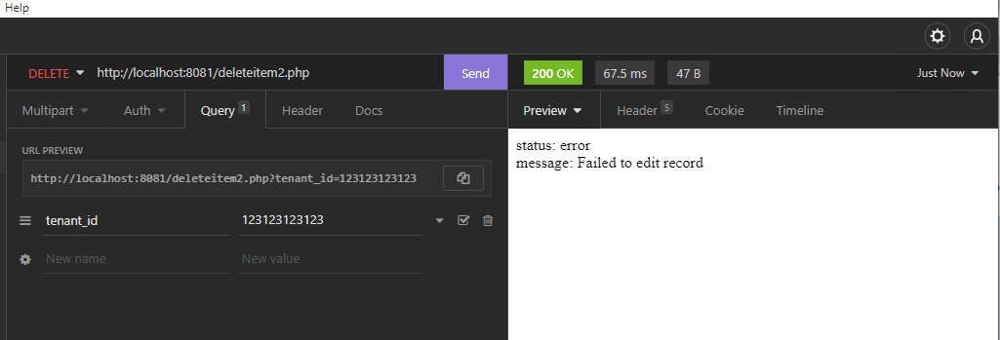 Help
DELETE http://localhost:8081/deleteitem2.php Send 200 OK 67.5 ms 47 B Just Now
Multipart Auth Query 1 Header Docs Preview Header 5 Cookie Timeline
URL PREVIEW
http://localhost:8081/deleteitem2.php?tenant_id=123123123123
status: error
message: Failed to edit record
tenant_id 123123123123
New name New value